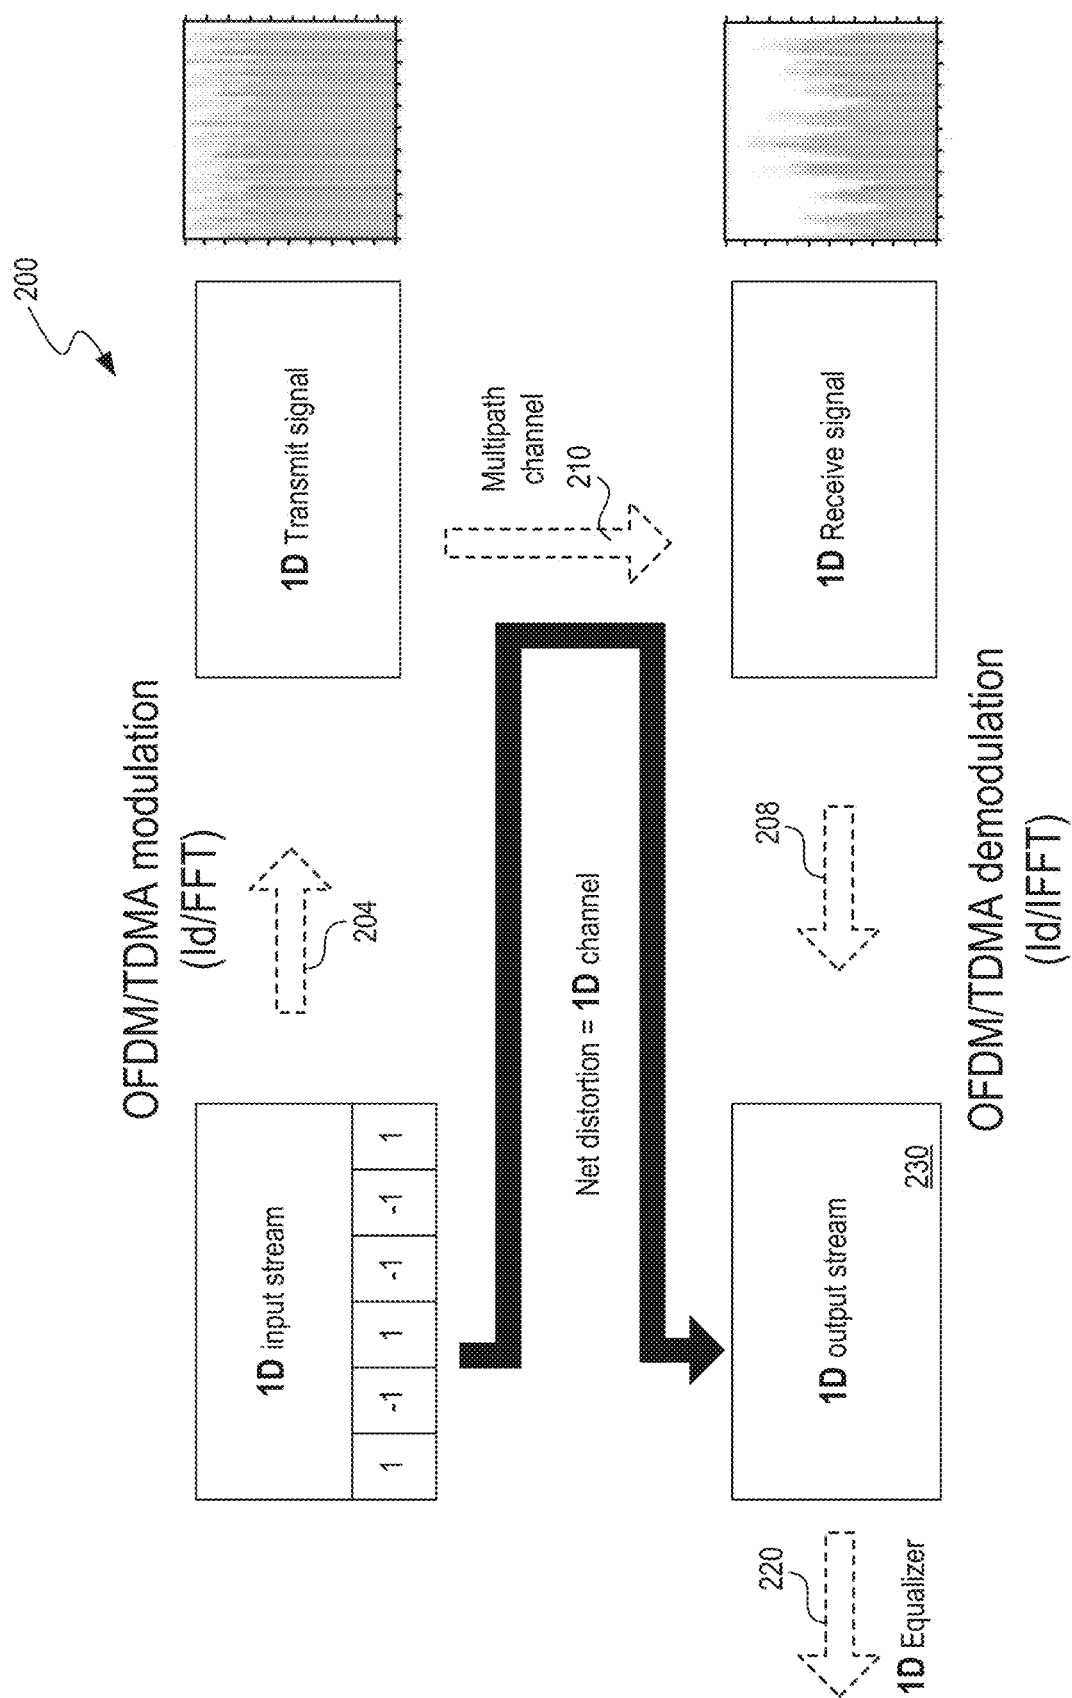 200
OFDM/TDMA modulation
(Id/FFT)
1D input stream
1
-1
1
-1
-1
1
204
1D Transmit signal
Multipath
channel
210
Net distortion = 1D channel
220
1D Equalizer
1D output stream
230
208
1D Receive signal
OFDM/TDMA demodulation
(Id/IFFT)